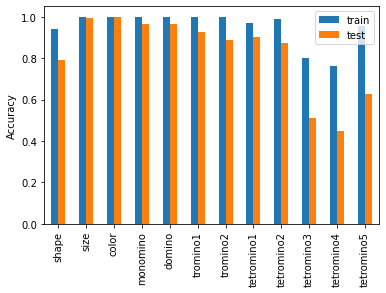 1.0
0.8
0.6
0.4
0.2
0.0
Accuracy
train
test
shape
size
color
monomino
domino
tromino1
tromino2
tetromino1
tetromino2
tetromino3
tetromino4
tetromino5